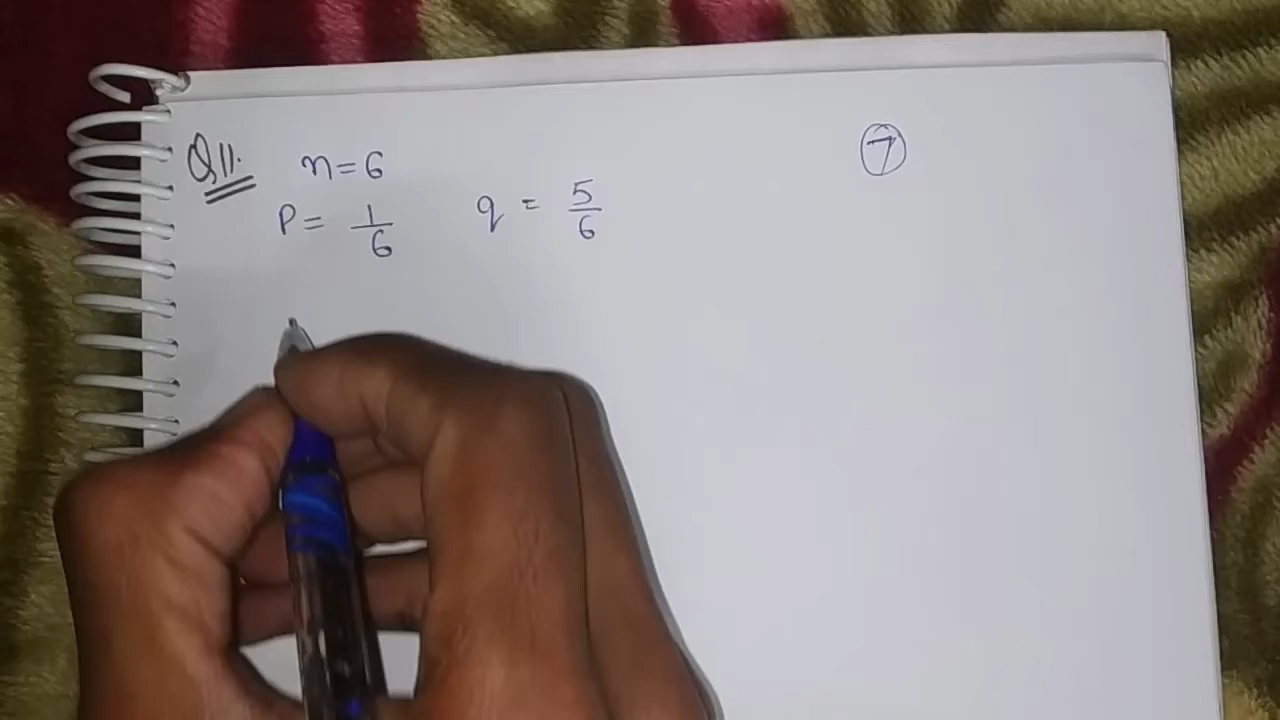 Q11. n=6
⑦
P = 1/6 q = 5/6